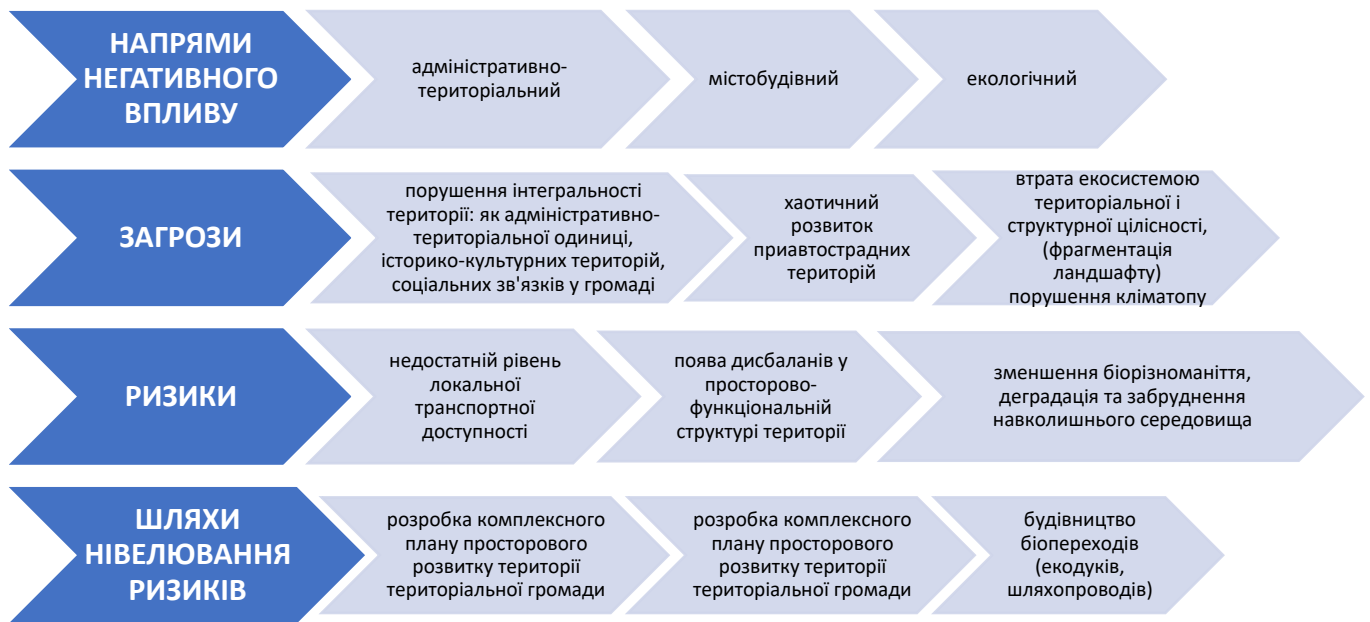 НАПРЯМИ
НЕГАТИВНОГО
ВПЛИВУ
адміністративно-
територіальний
містобудівний
екологічний
ЗАГРОЗИ
порушення інтегральності
території: як адміністративно-
територіальної одиниці,
історико-культурних територій,
соціальних зв'язків у громаді
хаотичний
розвиток
приавтострадних
територій
втрата екосистемою
територіальної і
структурної цілісності,
(фрагментація
ландшафту)
порушення кліматопу
РИЗИКИ
недостатній рівень
локальної
транспортної
доступності
поява дисбаланів у
просторово-
функціональній
структурі території
зменшення біорізноманіття,
деградація та забруднення
навколишнього середовища
ШЛЯХИ
НІВЕЛЮВАННЯ
РИЗИКІВ
розробка комплексного
плану просторового
розвитку території
територіальної громади
розробка комплексного
плану просторового
розвитку території
територіальної громади
будівництво
біопереходів
(екодуків,
шляхопроводів)